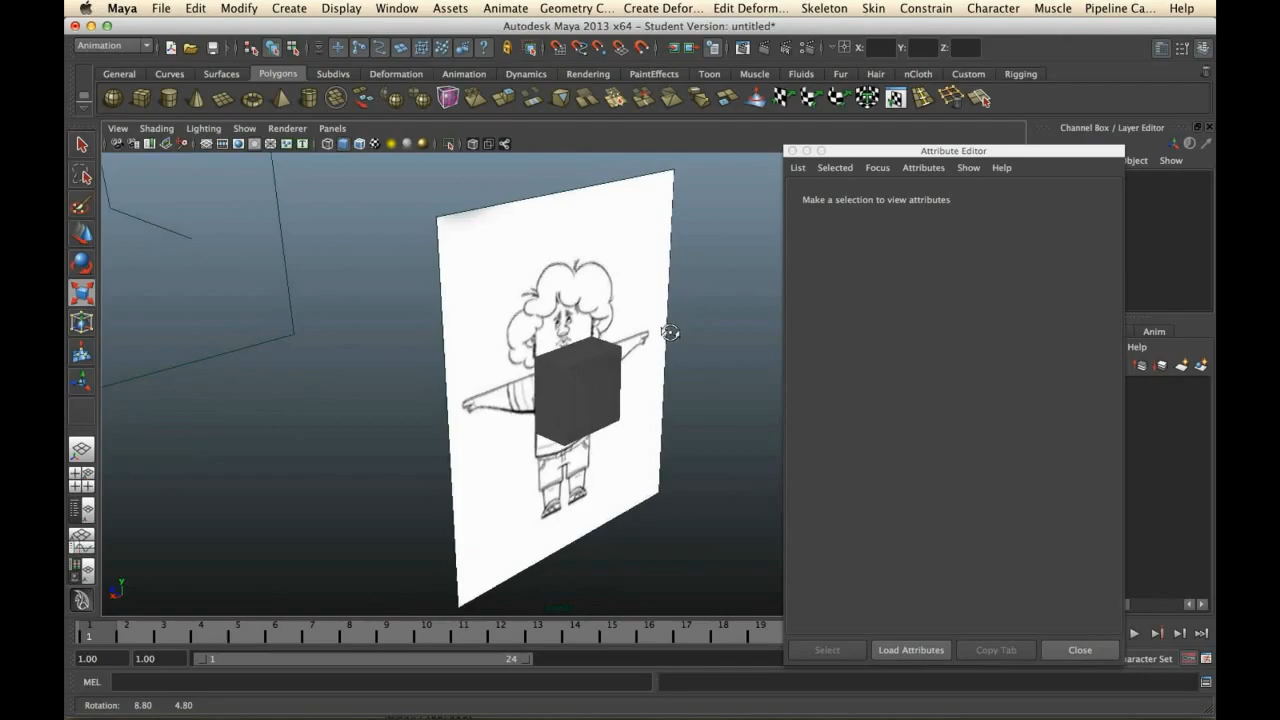 Maya File Edit Modify Create Display Window Assets Animate Geometry C... Create Defor... Edit Deform... Skeleton Skin Constrain Character Muscle Pipeline Ca... Help
Autodesk Maya 2013 x64 - Student Version: untitled*
Animation X: Y: Z:
General Curves Surfaces Polygons Subdivs Deformation Animation Dynamics Rendering PaintEffects Toon Muscle Fluids Fur Hair nCloth Custom Rigging
View Shading Lighting Show Renderer Panels
Channel Box / Layer Editor
Attribute Editor
List Selected Focus Attributes Show Help
Object Show
Make a selection to view attributes
Anim
Help
y
x
1 2 3 4 5 6 7 8 9 10 11 12 13 14 15 16 17 18 19
1
1.00 1.00 1 24
Select Load Attributes Copy Tab Close
aracter Set
MEL
Rotation: 8.80 4.80